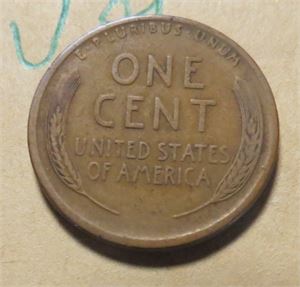 E·PLURIBUS·UNUM
ONE
CENT
UNITED STATES
OF AMERICA